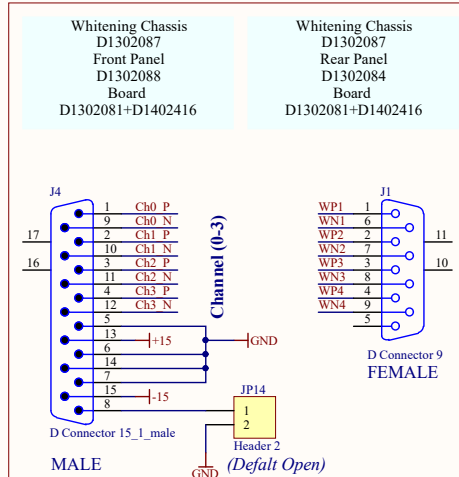 Whitening Chassis
D1302087
Front Panel
D1302088
Board
D1302081+D1402416
Whitening Chassis
D1302087
Rear Panel
D1302084
Board
D1302081+D1402416
J4
1 Ch0_P
9 Ch0_N
17
2 Ch1_P
10 Ch1_N
16
3 Ch2_P
11 Ch2_N
4 Ch3_P
12 Ch3_N
5
13 +15
6
14
7
15 -15
8
Channel (0-3)
GND
D Connector 15_1_male
MALE
JP14
1
2
Header 2
GND
(Defalt Open)
J1
WP1 1
WN1 6
WP2 2
11
WN2 7
WP3 3
10
WN3 8
WP4 4
WN4 9
5
D Connector 9
FEMALE